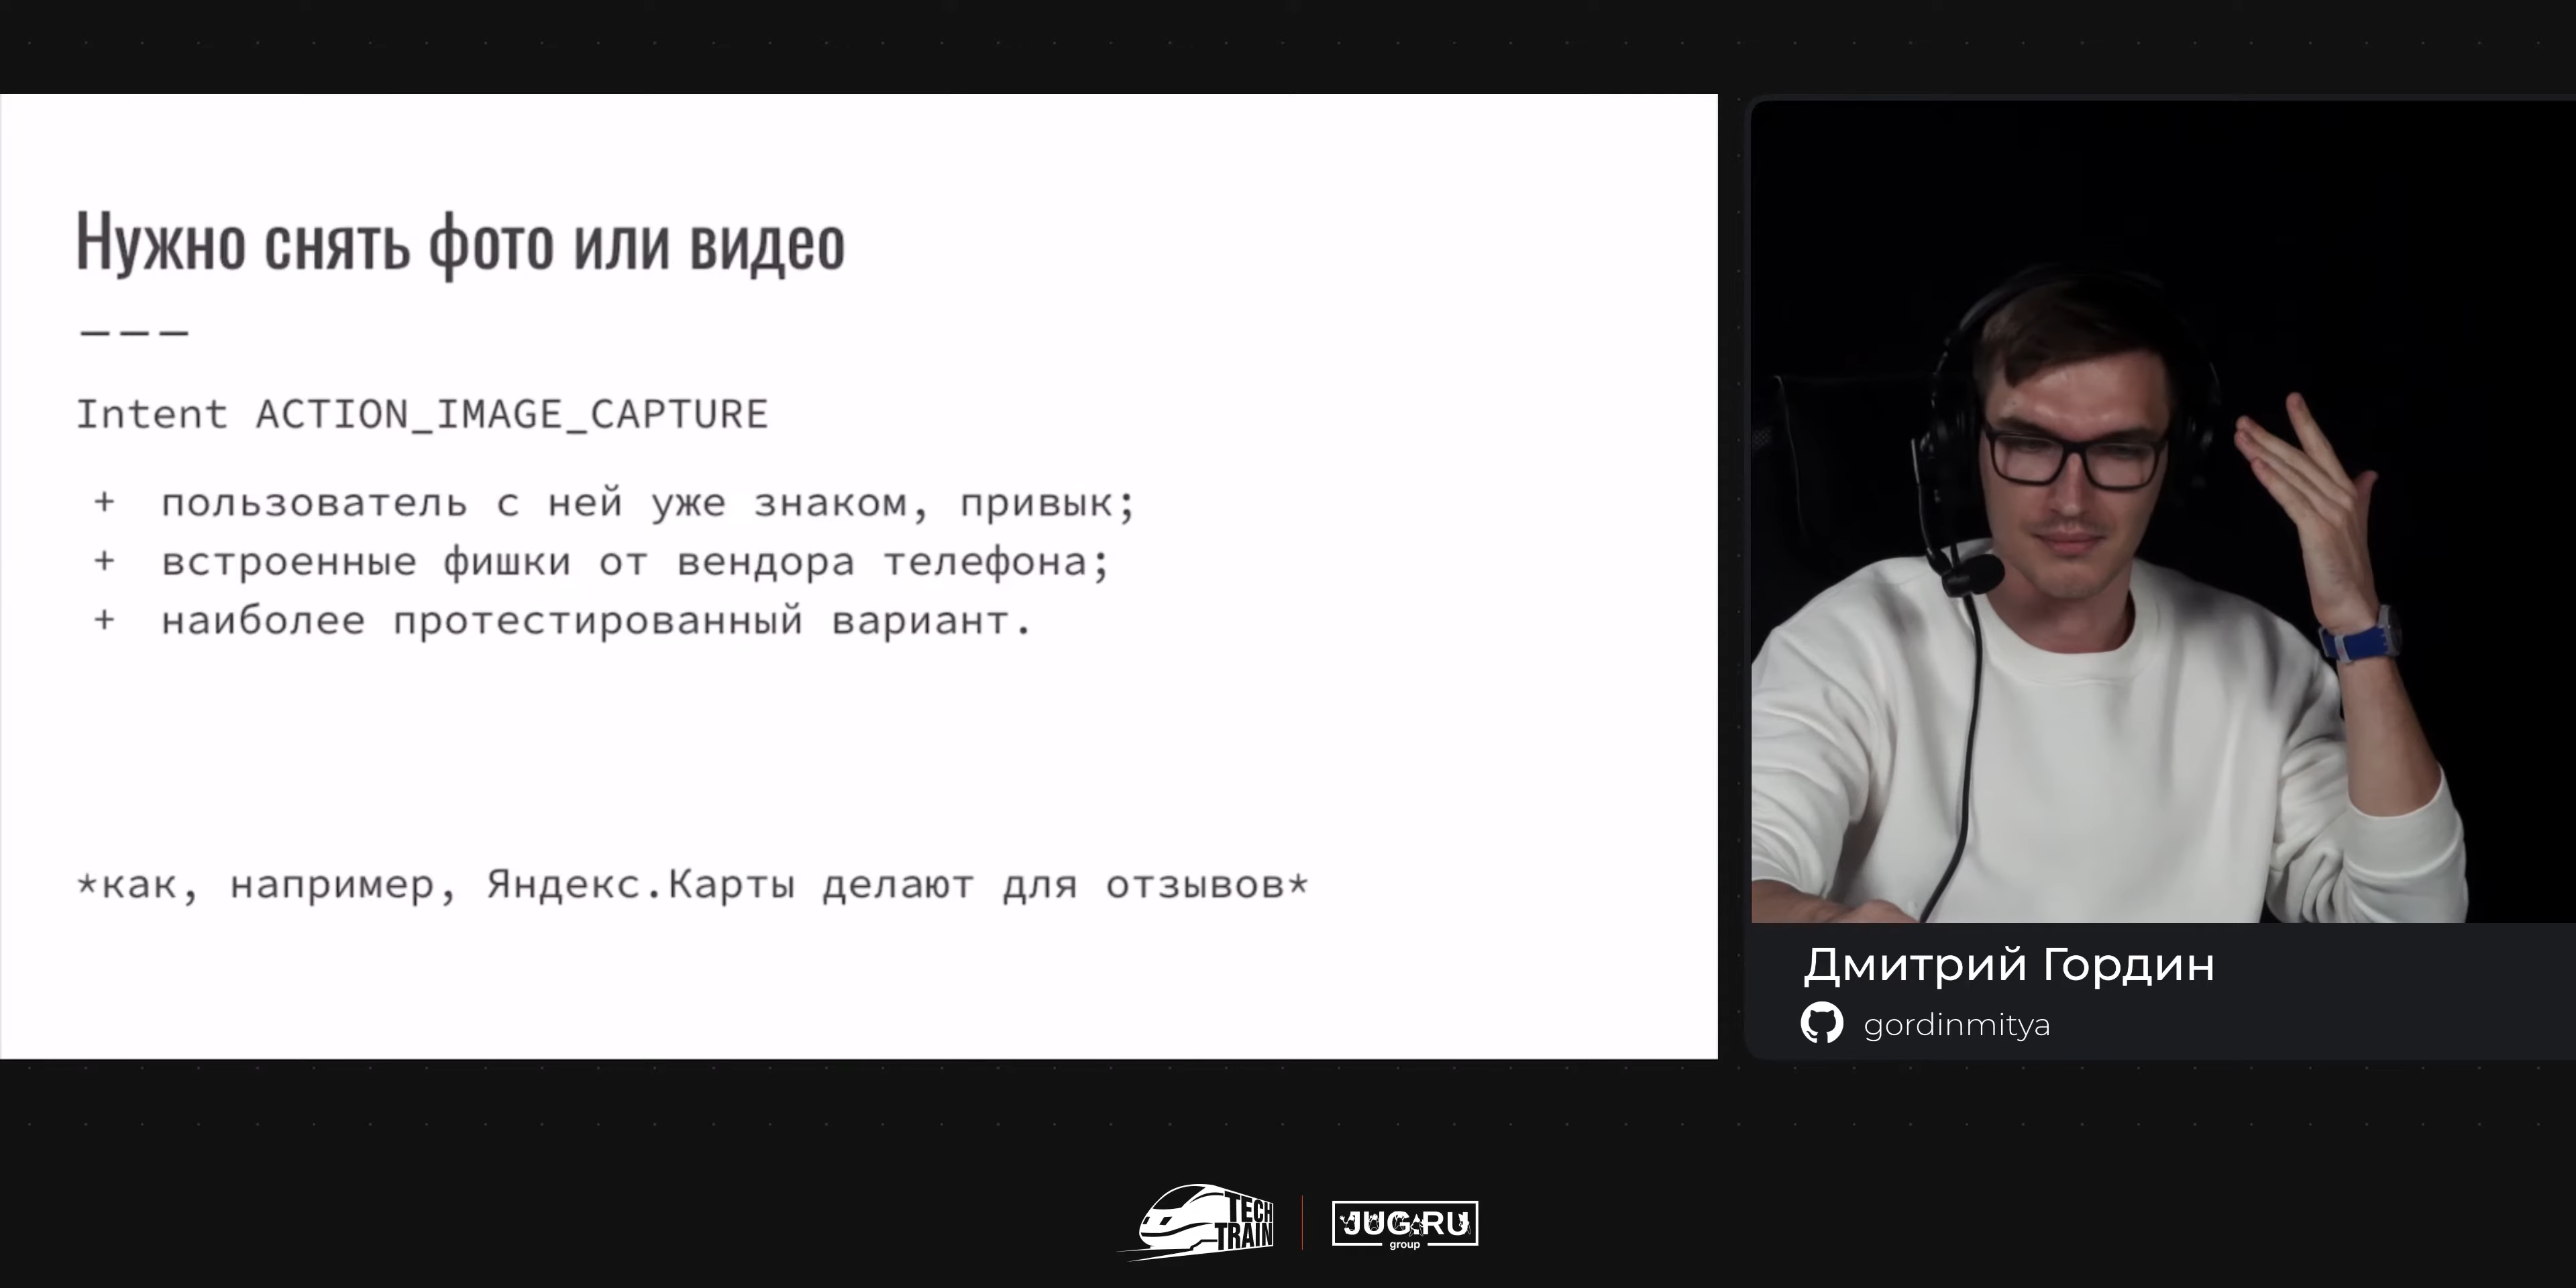 Нужно снять фото или видео
---
Intent ACTION_IMAGE_CAPTURE
+ пользователь с ней уже знаком, привык;
+ встроенные фишки от вендора телефона;
+ наиболее протестированный вариант.
*как, например, Яндекс.Карты делают для отзывов*
Дмитрий Гордин
gordinmitya
TECH
TRAIN
JUG.RU
group